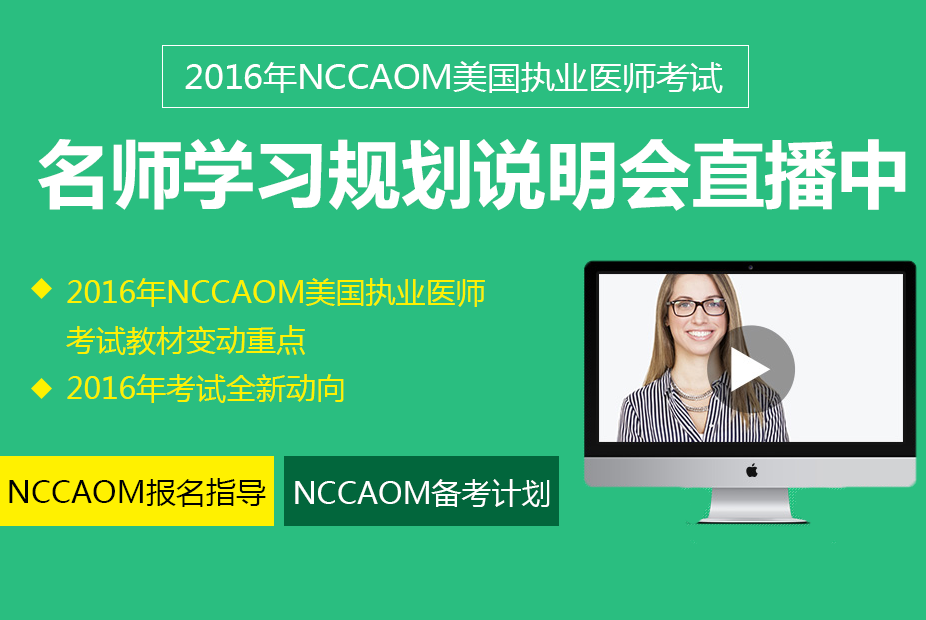 2016年NCCAOM美国执业医师考试
名师学习规划说明会直播中
2016年NCCAOM美国执业医师
考试教材变动重点
2016年考试全新动向
NCCAOM报名指导
NCCAOM备考计划